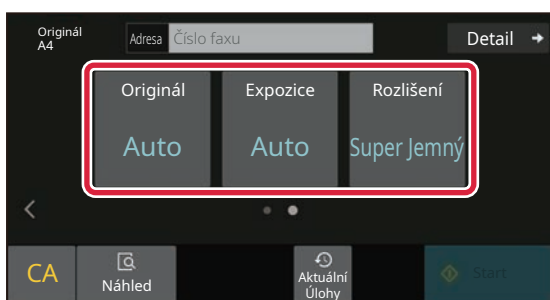 Originál
A4
Adresa Číslo faxu
Detail
Originál Expozice Rozlišení
Auto Auto Super Jemný
CA
Náhled
Aktuální
Úlohy
Start